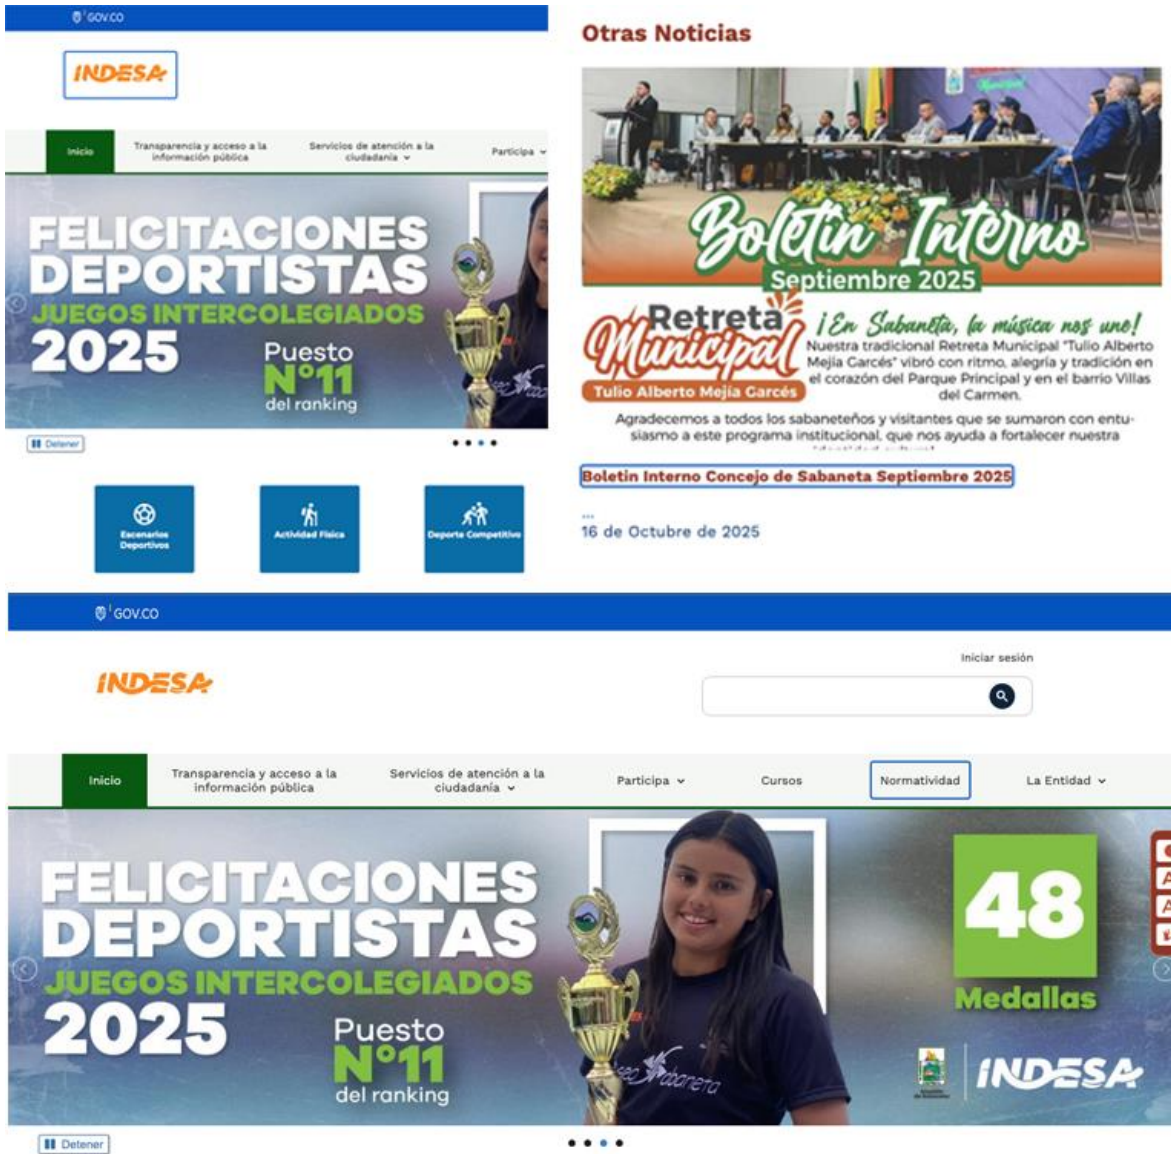 GOV.CO
INDESA
Inicio
Transparencia y acceso a la
información pública
Servicios de atención a la
ciudadanía
Participa
FELICITACIONES
DEPORTISTAS
JUEGOS INTERCOLEGIADOS
2025
Puesto
N°11
del ranking
Detener
Escenarios
Deportivos
Actividad Física
Deporte Competitivo
Otras Noticias
Boletín Interno
Septiembre 2025
Retreta
Municipal
Tulio Alberto Mejía Garcés
¡En Sabaneta, la música nos une!
Nuestra tradicional Retreta Municipal "Tulio Alberto
Mejía Garcés" vibró con ritmo, alegría y tradición en
el corazón del Parque Principal y en el barrio Villas
del Carmen.
Agradecemos a todos los sabaneteños y visitantes que se sumaron con entu-
siasmo a este programa institucional, que nos ayuda a fortalecer nuestra
Boletin Interno Concejo de Sabaneta Septiembre 2025
...
16 de Octubre de 2025
GOV.CO
Iniciar sesión
INDESA
Inicio
Transparencia y acceso a la
información pública
Servicios de atención a la
ciudadanía
Participa
Cursos
Normatividad
La Entidad
FELICITACIONES
DEPORTISTAS
JUEGOS INTERCOLEGIADOS
2025
Puesto
N°11
del ranking
48
Medallas
INDESA
Detener